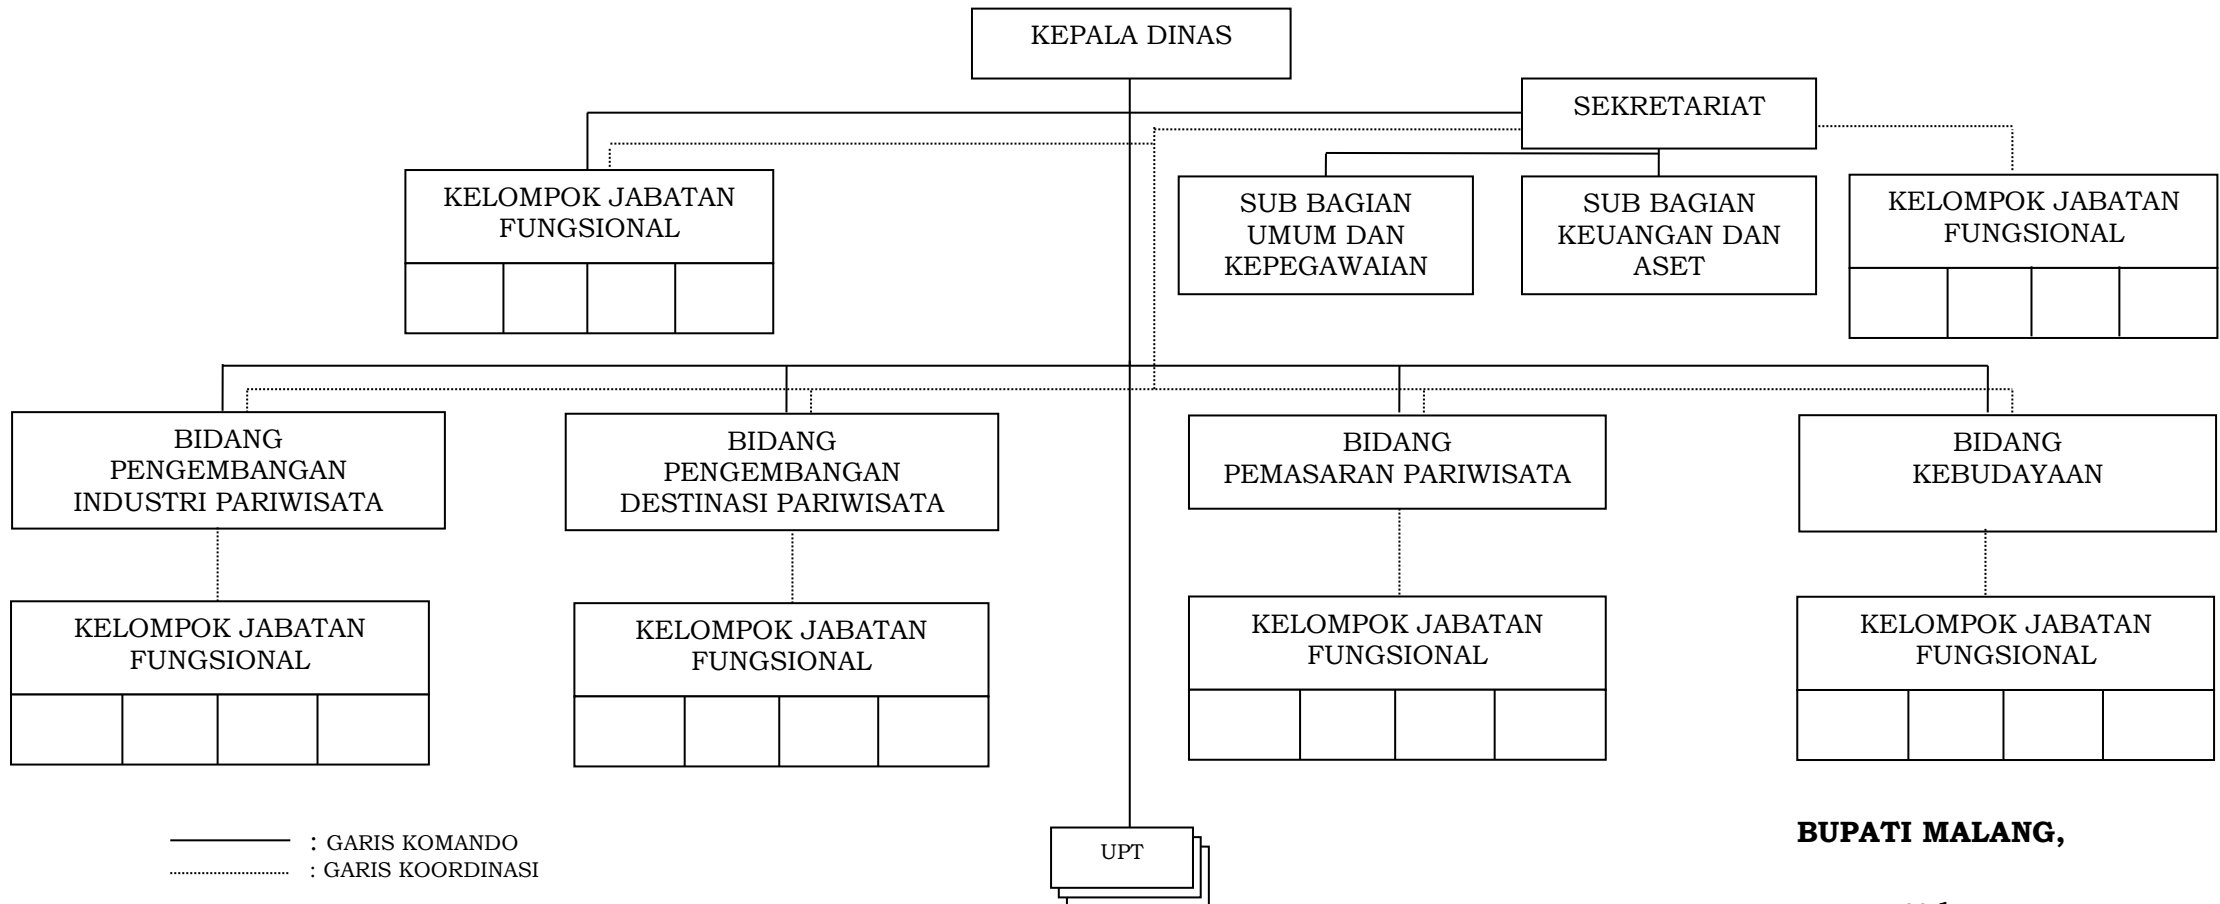 KEPALA DINAS
SEKRETARIAT
KELOMPOK JABATAN
FUNGSIONAL
SUB BAGIAN
UMUM DAN
KEPEGAWAIAN
SUB BAGIAN
KEUANGAN DAN
ASET
KELOMPOK JABATAN
FUNGSIONAL
BIDANG
PENGEMBANGAN
INDUSTRI PARIWISATA
BIDANG
PENGEMBANGAN
DESTINASI PARIWISATA
BIDANG
PEMASARAN PARIWISATA
BIDANG
KEBUDAYAAN
KELOMPOK JABATAN
FUNGSIONAL
KELOMPOK JABATAN
FUNGSIONAL
KELOMPOK JABATAN
FUNGSIONAL
KELOMPOK JABATAN
FUNGSIONAL
: GARIS KOMANDO
: GARIS KOORDINASI
UPT
BUPATI MALANG,